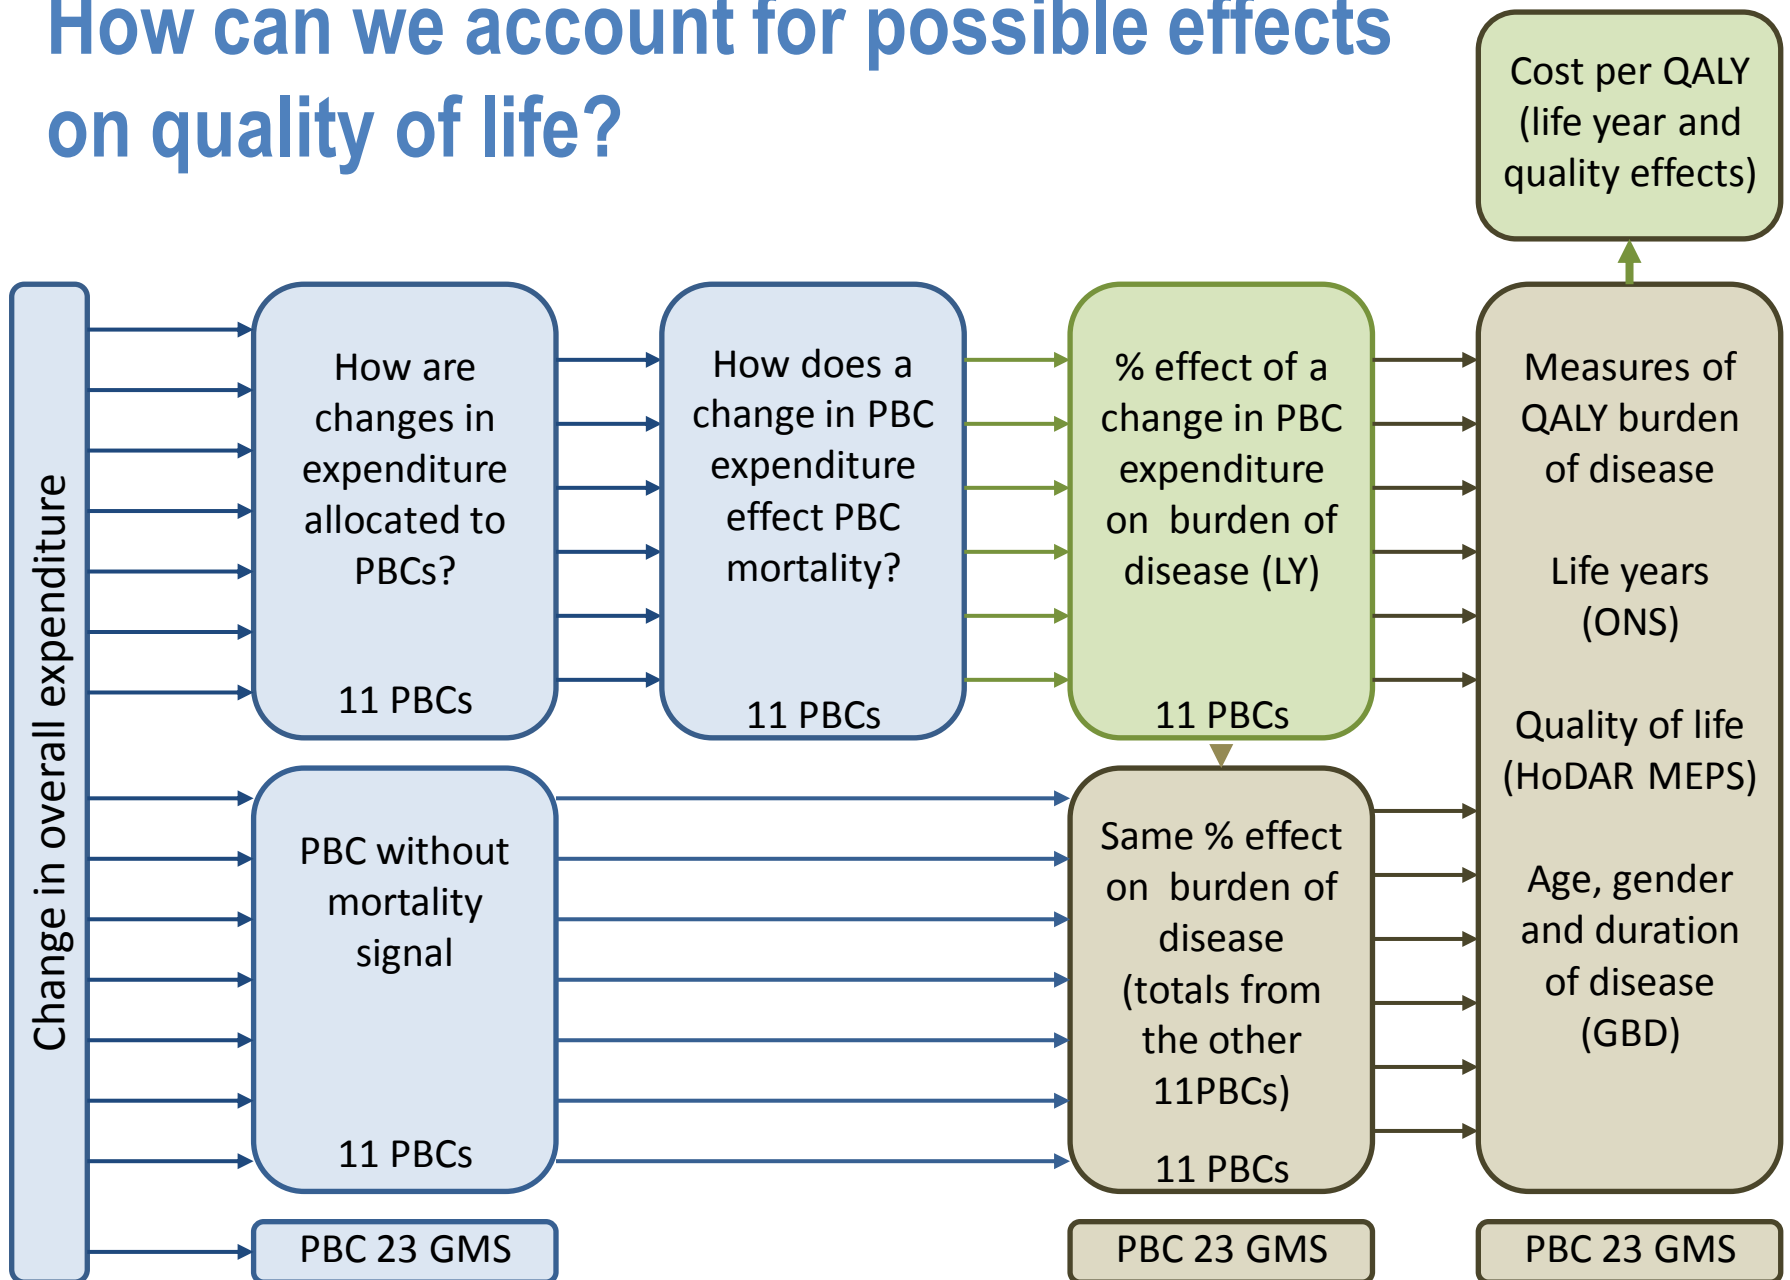 How can we account for possible effects
on quality of life?
Cost per QALY
(life year and
quality effects)
Change in overall expenditure
How are
changes in
expenditure
allocated to
PBCs?
11 PBCs
How does a
change in PBC
expenditure
effect PBC
mortality?
11 PBCs
% effect of a
change in PBC
expenditure
on burden of
disease (LY)
11 PBCs
Measures of
QALY burden
of disease
Life years
(ONS)
Quality of life
(HoDAR MEPS)
Age, gender
and duration
of disease
(GBD)
PBC without
mortality
signal
11 PBCs
Same % effect
on burden of
disease
(totals from
the other
11PBCs)
11 PBCs
PBC 23 GMS
PBC 23 GMS
PBC 23 GMS